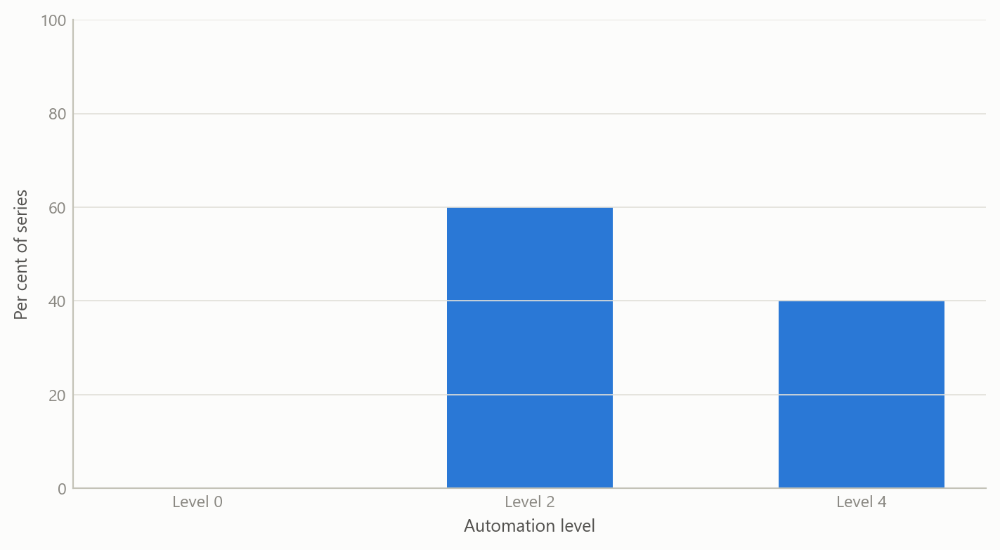 100
80
60
40
20
0
Per cent of series
Level 0
Level 2
Level 4
Automation level